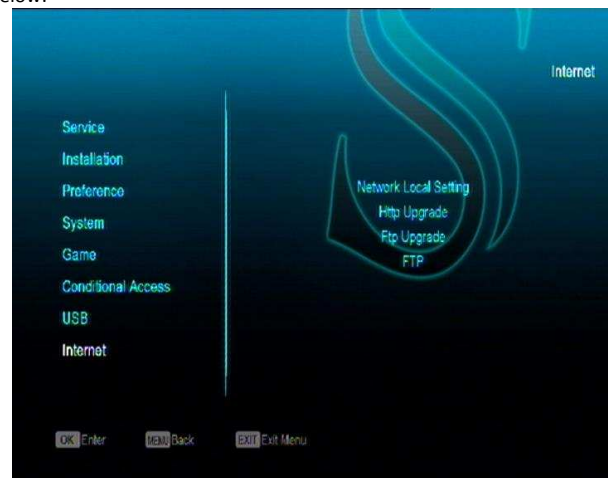 elow:
Internet
Service
Installation
Preference
System
Game
Conditional Access
USB
Internet
Network Local Setting
Http Upgrade
Ftp Upgrade
FTP
OK Enter MENU Back EXIT Exit Menu